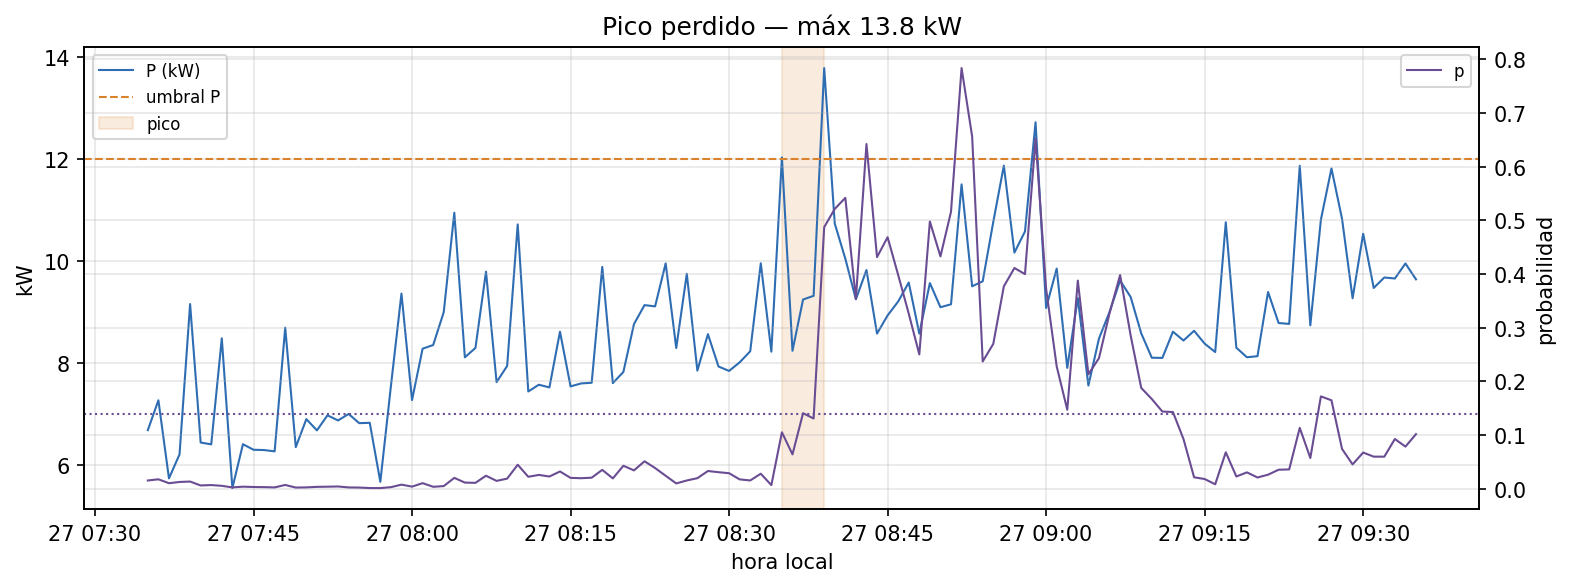 Pico perdido — máx 13.8 kW
P (kW)
umbral P
pico
p
14
12
10
8
6
kW
0.8
0.7
0.6
0.5
0.4
0.3
0.2
0.1
0.0
probabilidad
27 07:30
27 07:45
27 08:00
27 08:15
27 08:30
27 08:45
27 09:00
27 09:15
27 09:30
hora local